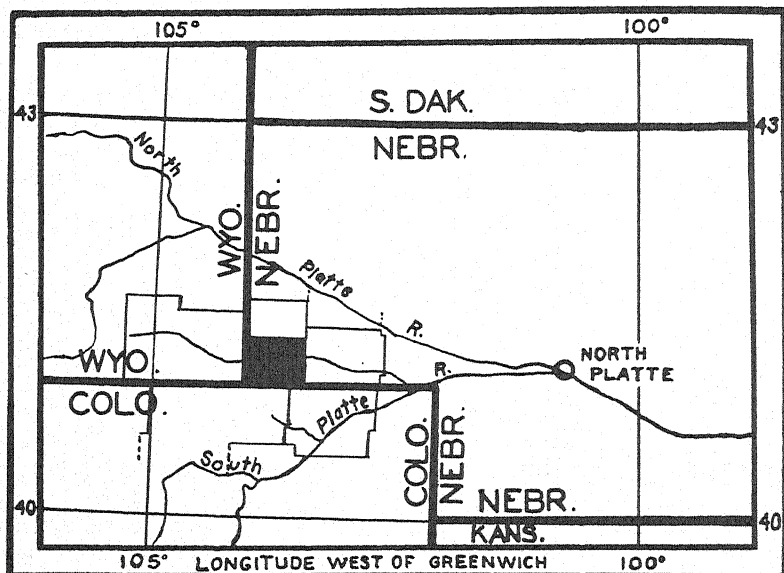 105°
100°
43
S. DAK.
43
NEBR.
North
WYO.
NEBR.
Platte
R.
NORTH
PLATTE
R.
WYO.
COLO.
Platte
South
COLO.
NEBR.
NEBR.
KANS.
40
40
105°
LONGITUDE WEST OF GREENWICH
100°